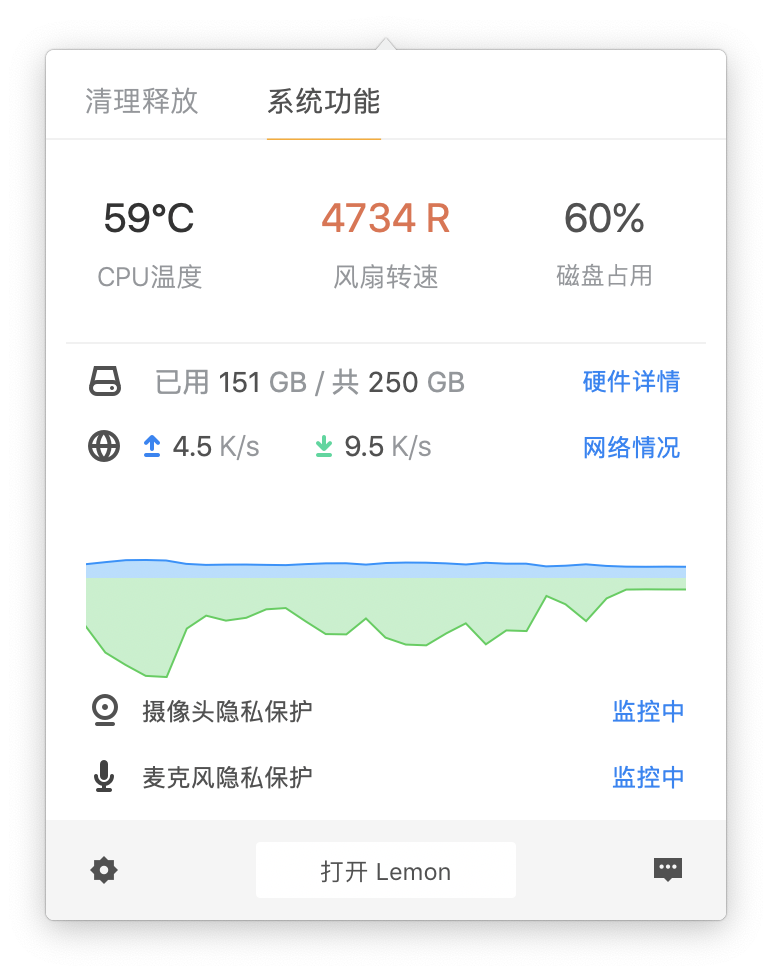 清理释放 系统功能
59°C 4734 R 60%
CPU温度 风扇转速 磁盘占用
已用 151 GB / 共 250 GB 硬件详情
4.5 K/s 9.5 K/s 网络情况
摄像头隐私保护 监控中
麦克风隐私保护 监控中
打开 Lemon